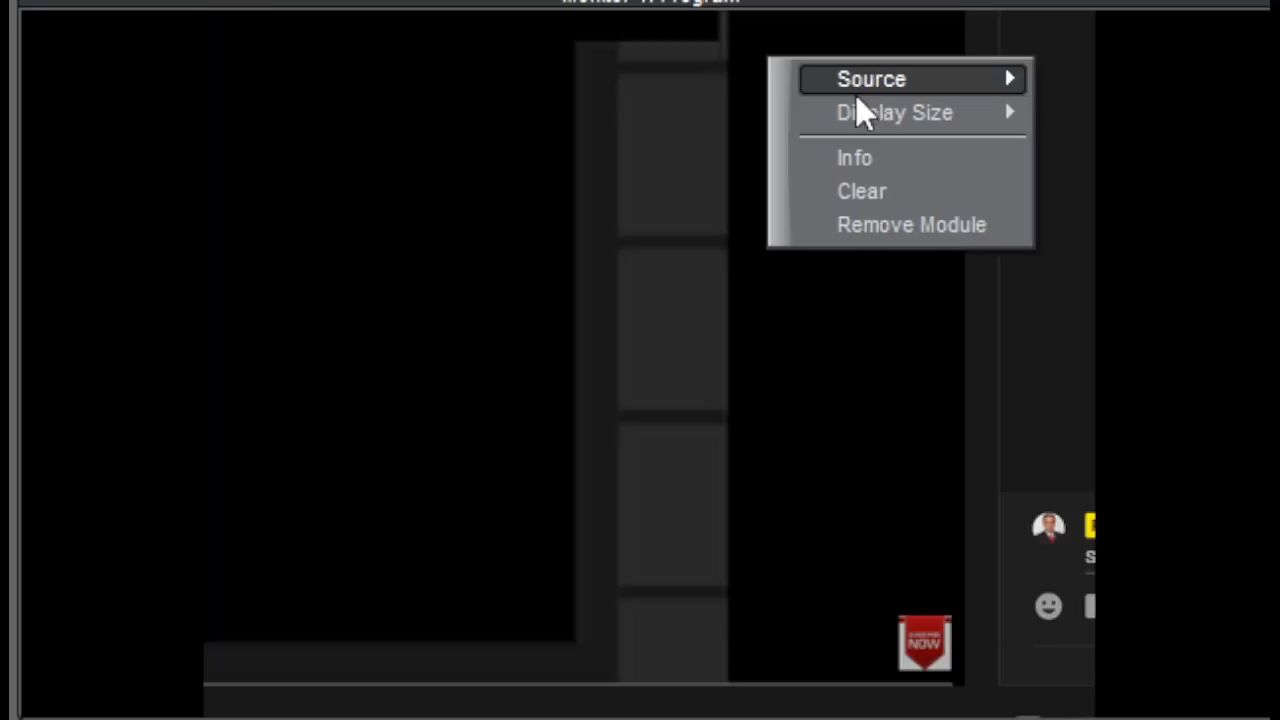 Source
Display Size
Info
Clear
Remove Module
NOW